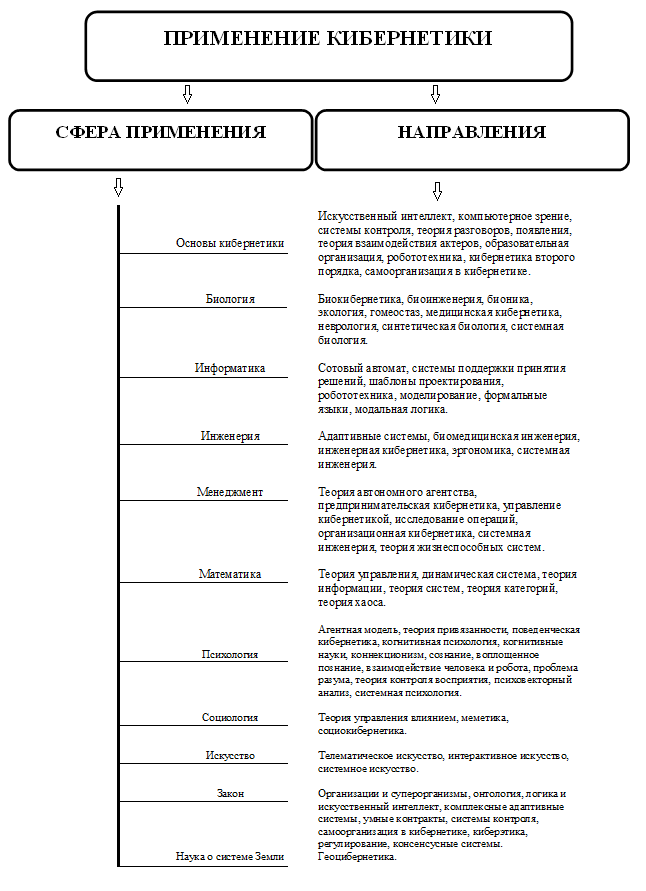 ПРИМЕНЕНИЕ КИБЕРНЕТИКИ
СФЕРА ПРИМЕНЕНИЯ
НАПРАВЛЕНИЯ
Основы кибернетики
Искусственный интеллект, компьютерное зрение,
системы контроля, теория разговоров, появления,
теория взаимодействия актеров, образовательная
организация, робототехника, кибернетика второго
порядка, самоорганизация в кибернетике.
Биология
Биокибернетика, биоинженерия, бионика,
экология, гомеостаз, медицинская кибернетика,
неврология, синтетическая биология, системная
биология.
Информатика
Сотовый автомат, системы поддержки принятия
решений, шаблоны проектирования,
робототехника, моделирование, формальные
языки, модальная логика.
Инженерия
Адаптивные системы, биомедицинская инженерия,
инженерная кибернетика, эргономика, системная
инженерия.
Менеджмент
Теория автономного агентства,
предпринимательская кибернетика, управление
кибернетикой, исследование операций,
организационная кибернетика, системная
инженерия, теория жизнеспособных систем.
Математика
Теория управления, динамическая система, теория
информации, теория систем, теория категорий,
теория хаоса.
Психология
Агентная модель, теория привязанности, поведенческая
кибернетика, когнитивная психология, когнитивные
науки, коннекционизм, сознание, воплощенное
познание, взаимодействие человека и робота, проблема
разума, теория контроля восприятия, психовекторный
анализ, системная психология.
Социология
Теория управления влиянием, меметика,
социокибернетика.
Искусство
Телематическое искусство, интерактивное искусство,
системное искусство.
Закон
Организации и суперорганизмы, онтология, логика и
искусственный интеллект, комплексные адаптивные
системы, умные контракты, системы контроля,
самоорганизация в кибернетике, киберэтика,
регулирование, консенсусные системы.
Наука о системе Земли
Геоцибернетика.